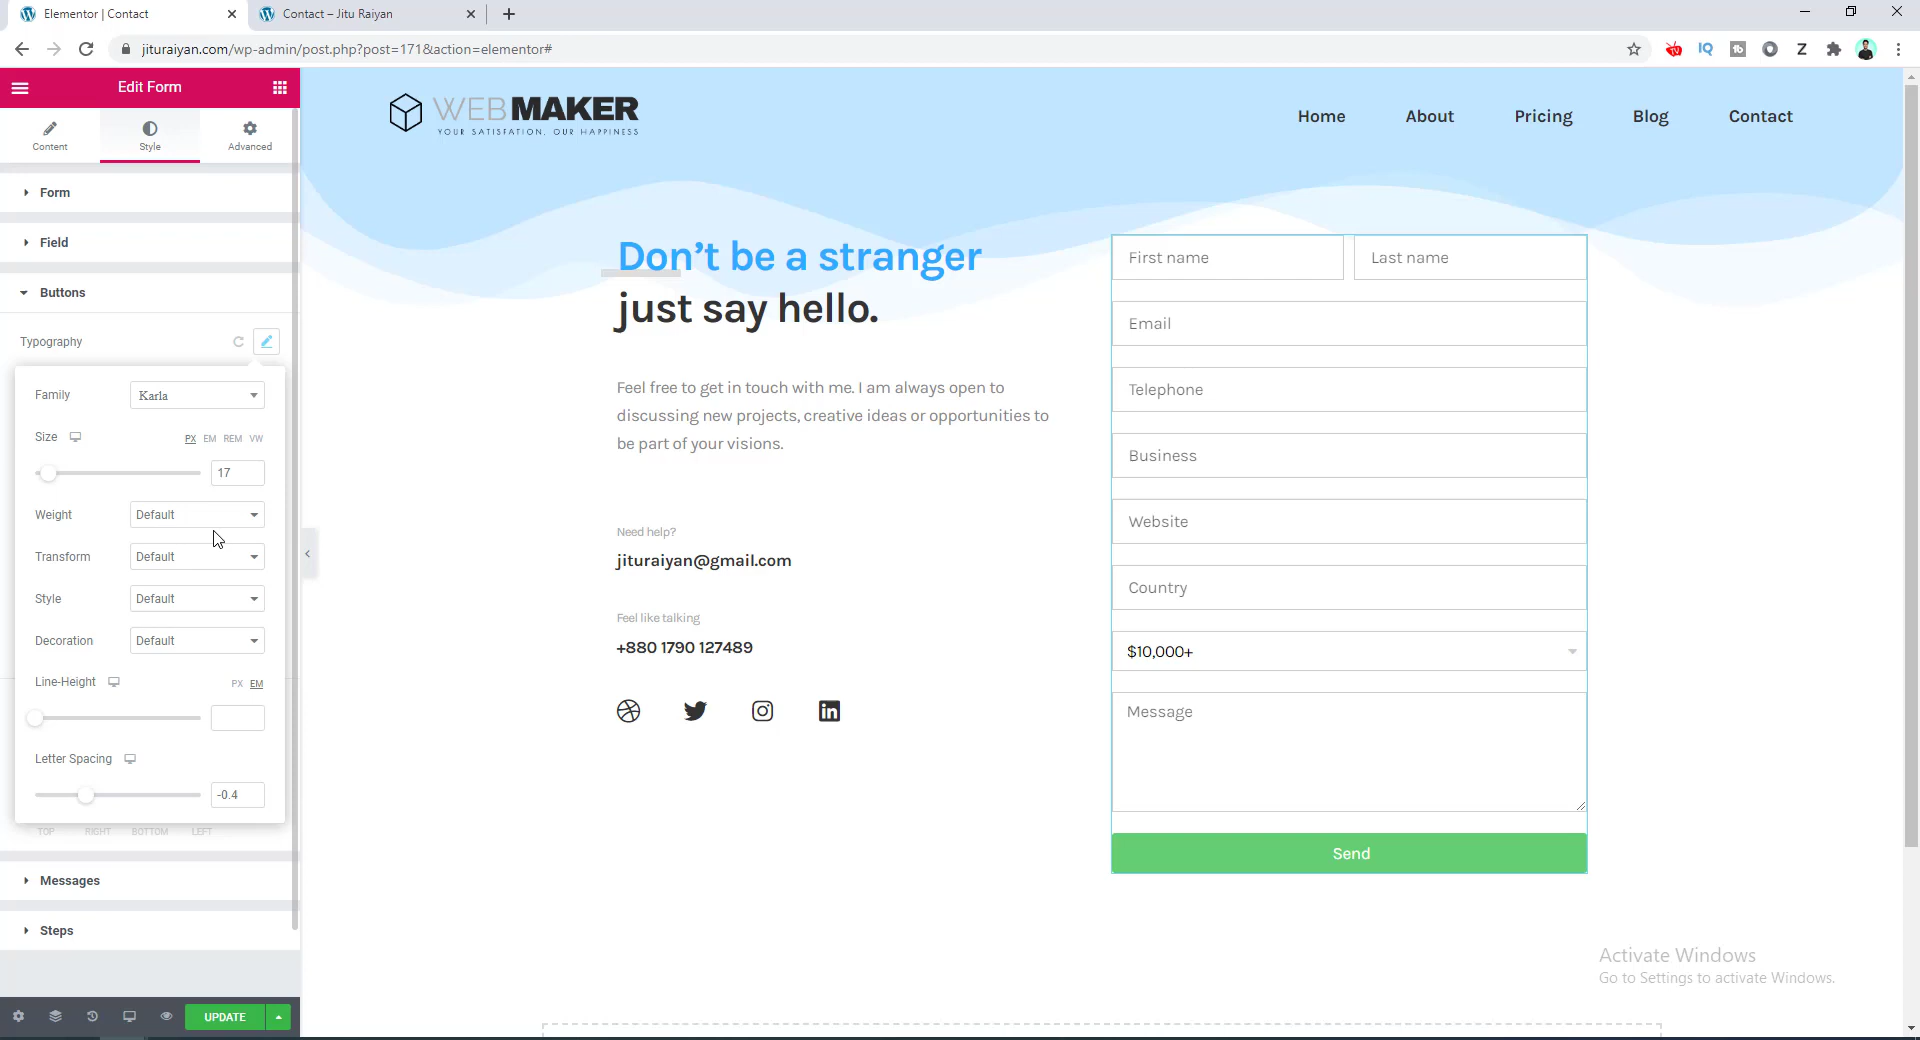 Elementor | Contact
Contact – Jitu Raiyan
jituraiyan.com/wp-admin/post.php?post=171&action=elementor#
Edit Form
Content
Style
Advanced
Form
Field
Buttons
Typography
Family
Karla
Size
PX EM REM VW
17
Weight
Default
Transform
Default
Style
Default
Decoration
Default
Line-Height
PX EM
Letter Spacing
-0.4
TOP RIGHT BOTTOM LEFT
Messages
Steps
UPDATE
WEBMAKER
YOUR SATISFATION, OUR HAPPINESS
Home
About
Pricing
Blog
Contact
Don’t be a stranger
just say hello.
Feel free to get in touch with me. I am always open to
discussing new projects, creative ideas or opportunities to
be part of your visions.
Need help?
jituraiyan@gmail.com
Feel like talking
+880 1790 127489
First name
Last name
Email
Telephone
Business
Website
Country
$10,000+
Message
Send
Activate Windows
Go to Settings to activate Windows.